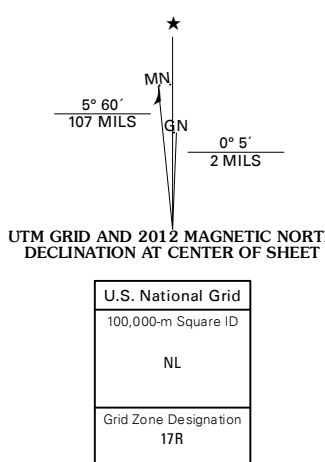 ★
MN
5° 60´
107 MILS
GN
0° 5´
2 MILS
UTM GRID AND 2012 MAGNETIC NORT
DECLINATION AT CENTER OF SHEET
U.S. National Grid
100,000-m Square ID
NL
Grid Zone Designation
17R